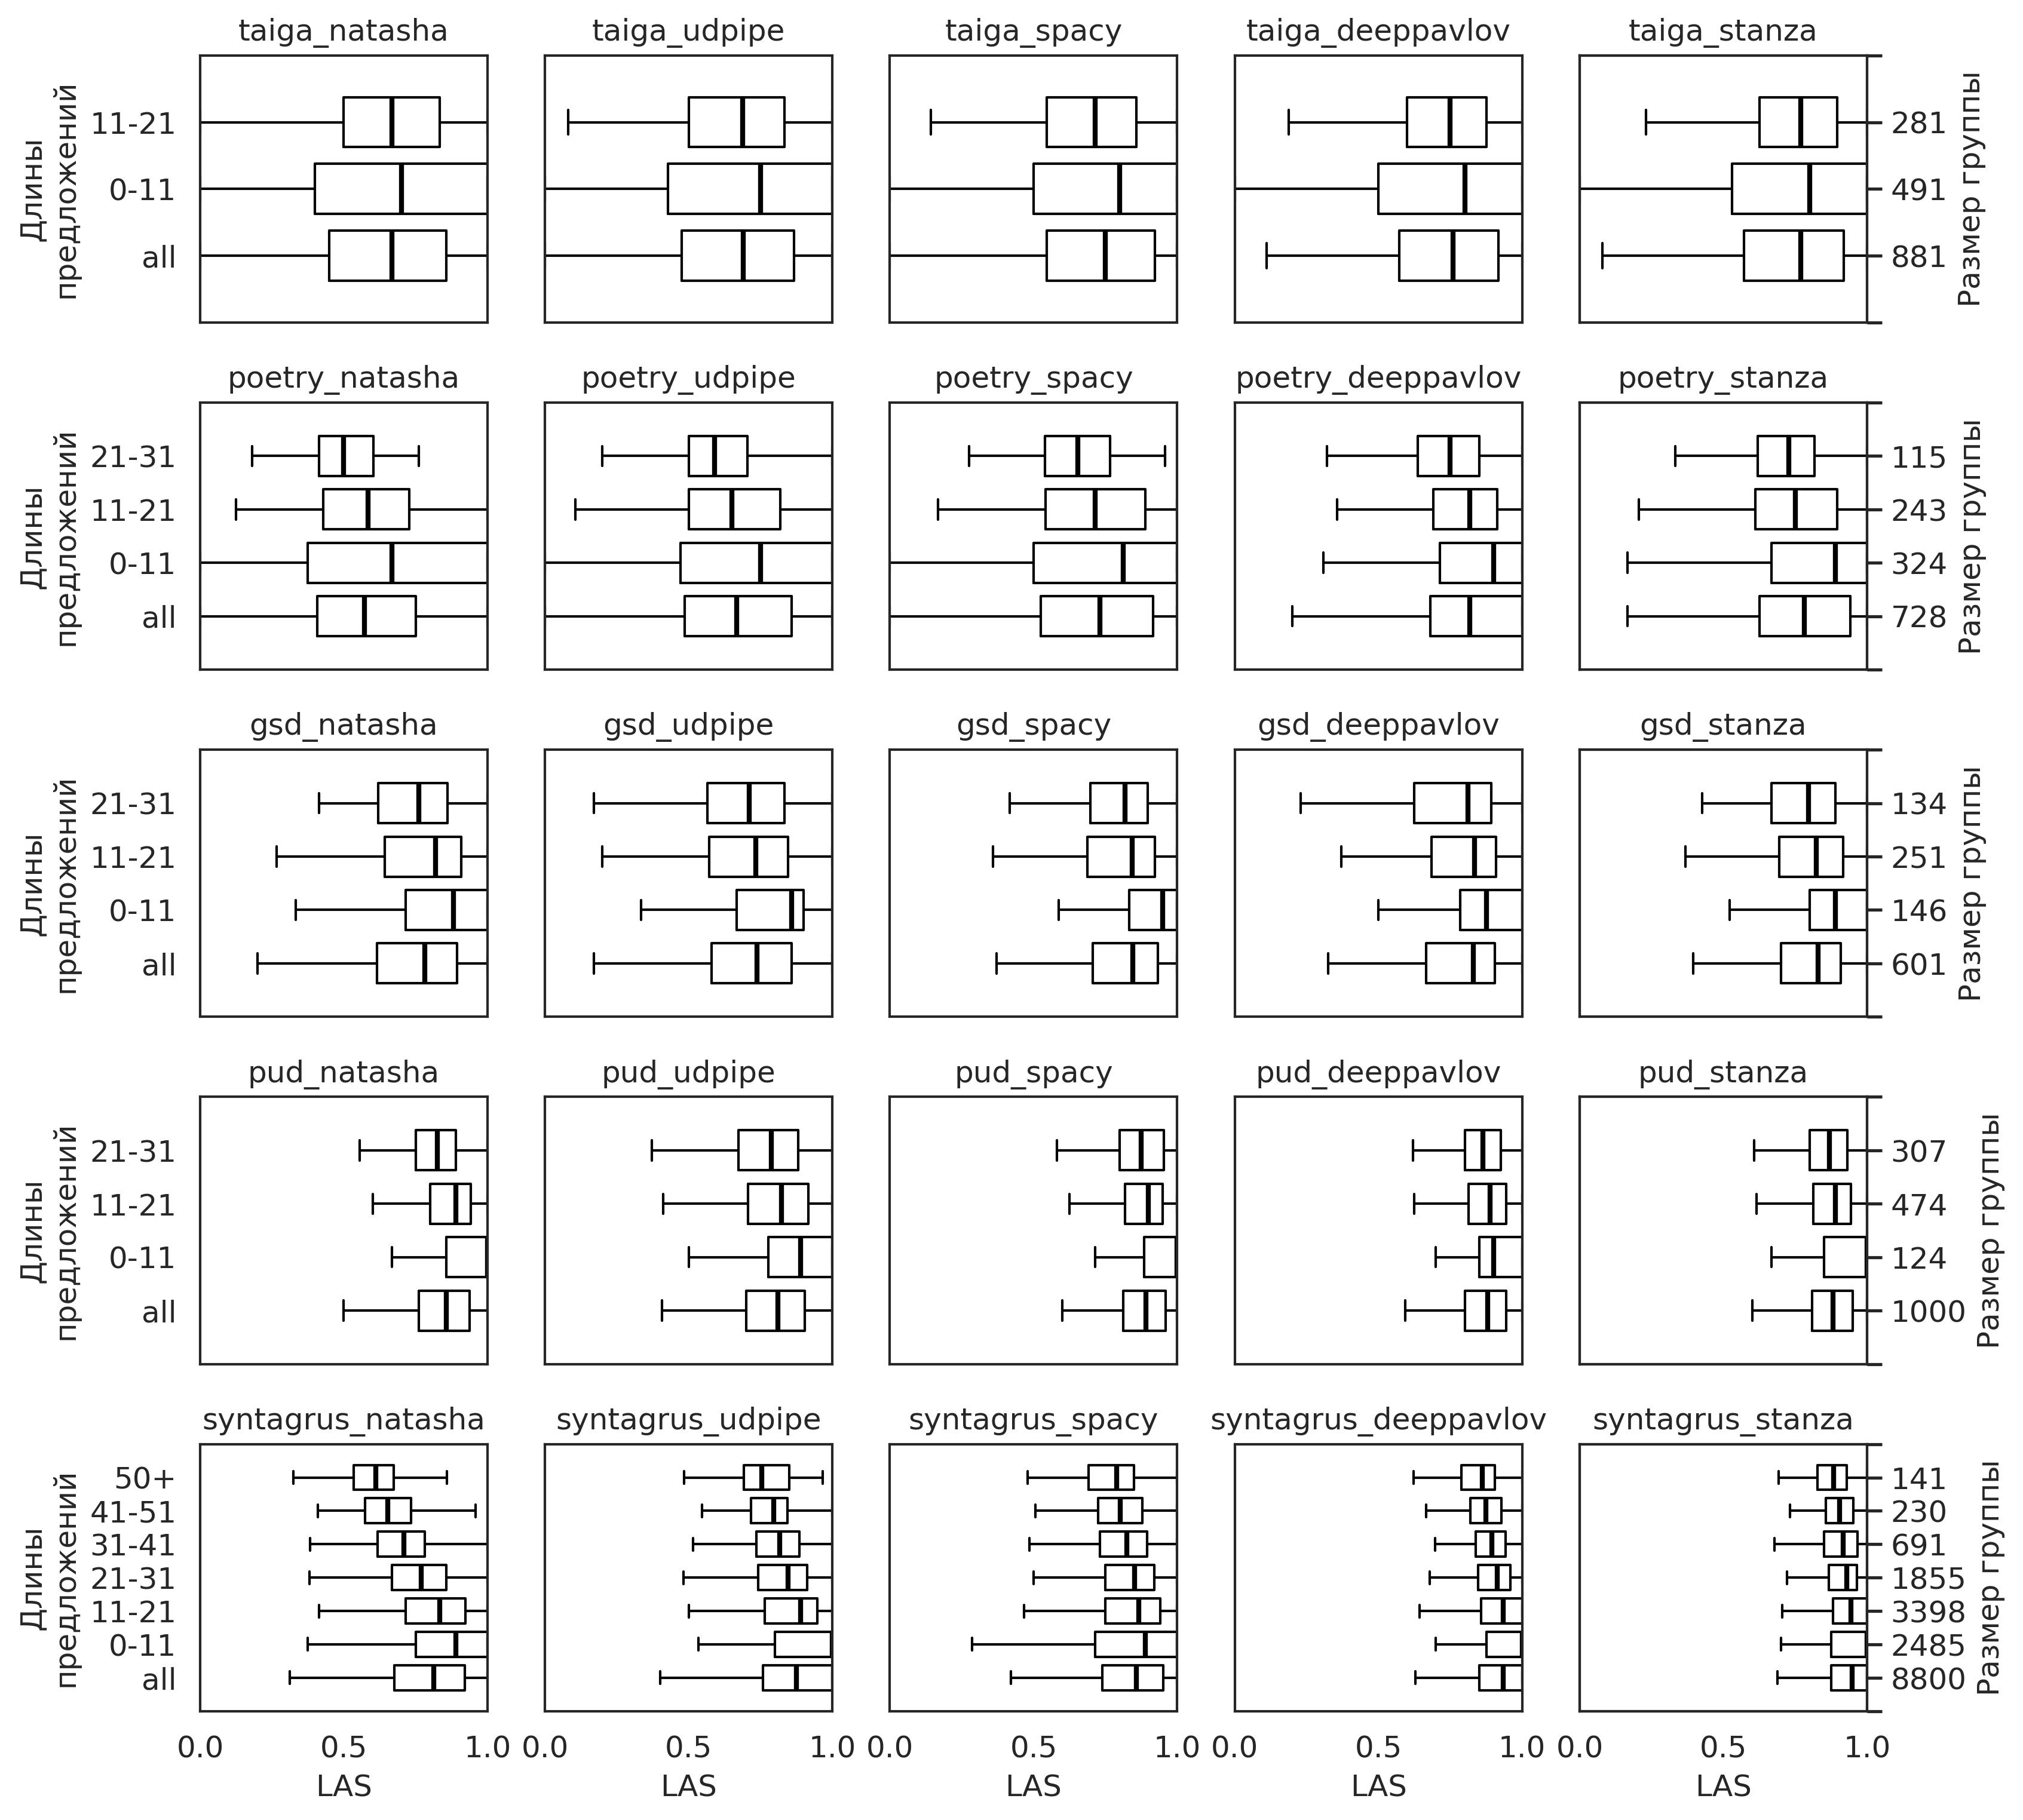 taiga_natasha taiga_udpipe taiga_spacy taiga_deeppavlov taiga_stanza
Длины
предложений
11-21
0-11
all
281
491
881
Размер группы
poetry_natasha poetry_udpipe poetry_spacy poetry_deeppavlov poetry_stanza
Длины
предложений
21-31
11-21
0-11
all
115
243
324
728
Размер группы
gsd_natasha gsd_udpipe gsd_spacy gsd_deeppavlov gsd_stanza
Длины
предложений
21-31
11-21
0-11
all
134
251
146
601
Размер группы
pud_natasha pud_udpipe pud_spacy pud_deeppavlov pud_stanza
Длины
предложений
21-31
11-21
0-11
all
307
474
124
1000
Размер группы
syntagrus_natasha syntagrus_udpipe syntagrus_spacy syntagrus_deeppavlov syntagrus_stanza
Длины
предложений
50+
41-51
31-41
21-31
11-21
0-11
all
141
230
691
1855
3398
2485
8800
Размер группы
0.0 0.5 1.0 0.0 0.5 1.0 0.0 0.5 1.0 0.0 0.5 1.0 0.0 0.5 1.0
LAS LAS LAS LAS LAS